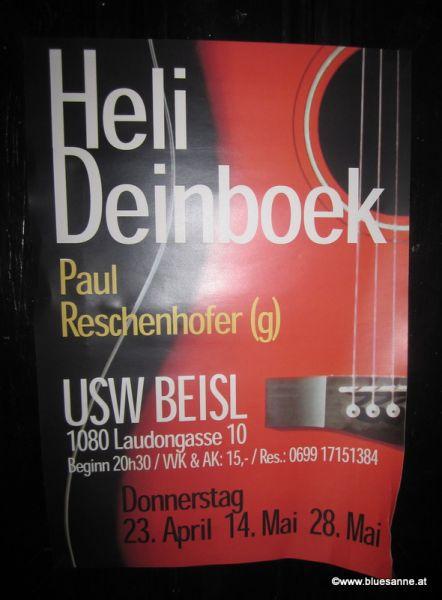 Heli
Deinboek
Paul
Reschenhofer (g)
USW BEISL
1080 Laudongasse 10
Beginn 20h30 / VVK & AK: 15,- / Res.: 0699 17151384
Donnerstag
23. April 14. Mai 28. Mai
©www.bluesanne.at